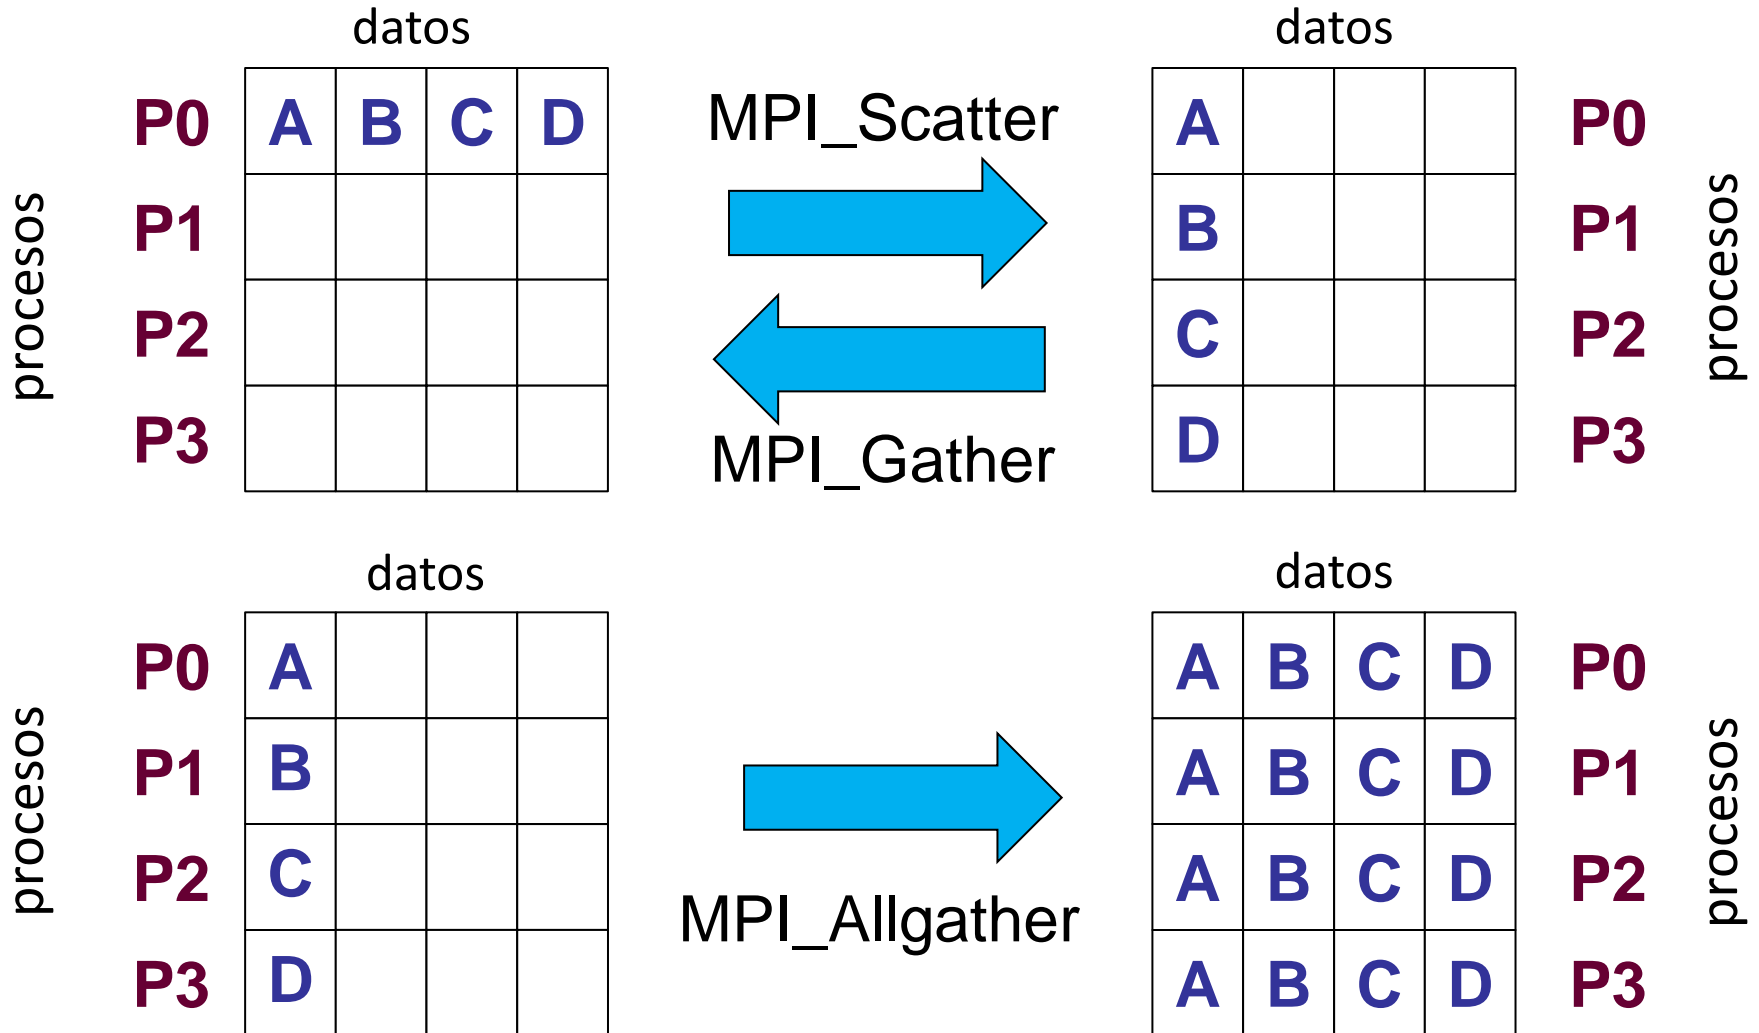 datos datos
P0 A B C D MPI_Scatter A P0
P1 B P1
procesos procesos
P2 C P2
P3 MPI_Gather D P3
datos datos
P0 A A B C D P0
P1 B A B C D P1
procesos procesos
P2 C MPI_Allgather A B C D P2
P3 D A B C D P3